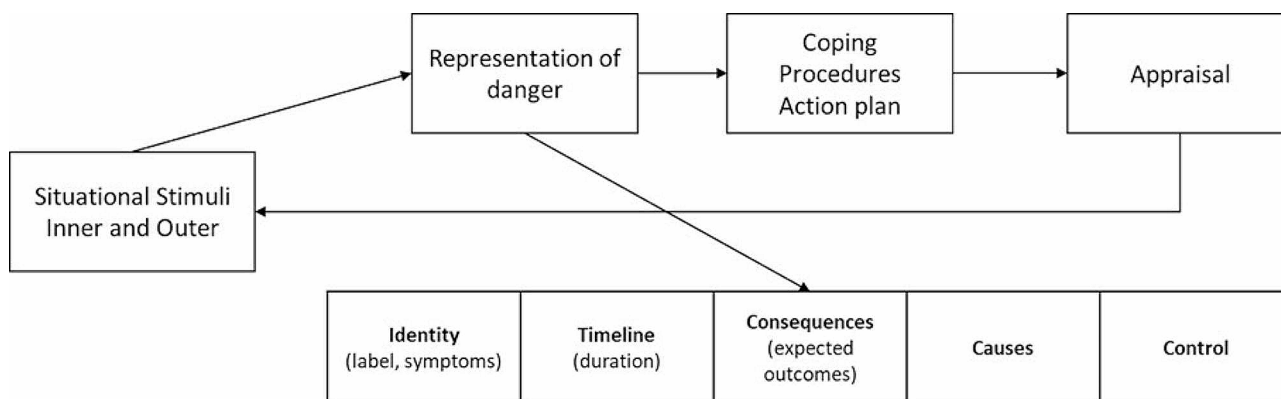 Representation of
danger
Coping
Procedures
Action plan
Appraisal
Situational Stimuli
Inner and Outer
Identity
(label, symptoms)
Timeline
(duration)
Consequences
(expected
outcomes)
Causes
Control